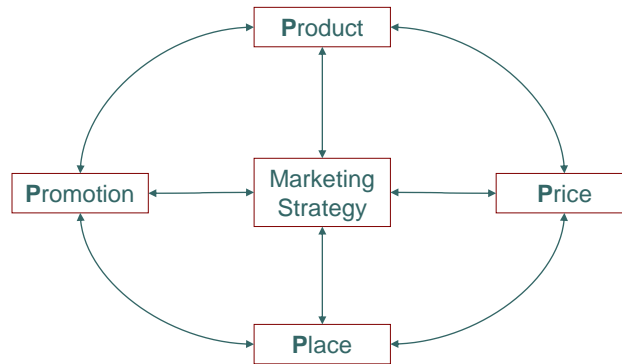 Product
Promotion
Marketing
Strategy
Price
Place